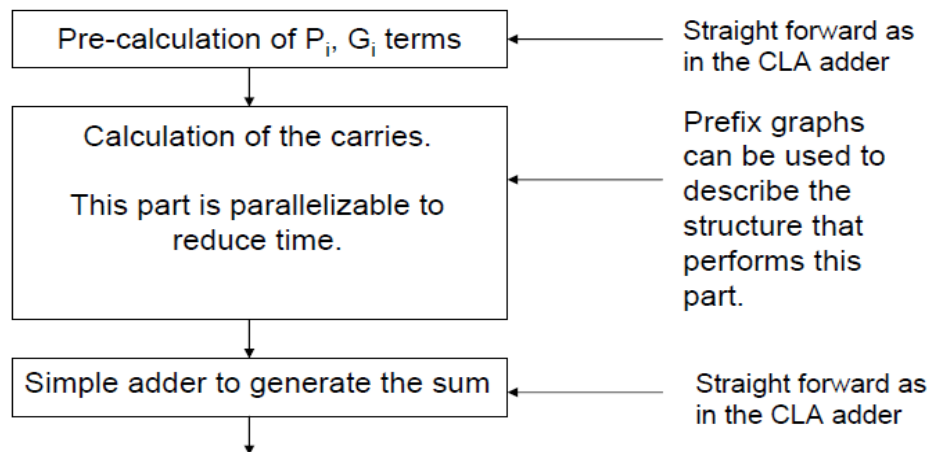 Pre-calculation of Pi, Gi terms
Straight forward as
in the CLA adder
Calculation of the carries.
This part is parallelizable to
reduce time.
Prefix graphs
can be used to
describe the
structure that
performs this
part.
Simple adder to generate the sum
Straight forward as
in the CLA adder